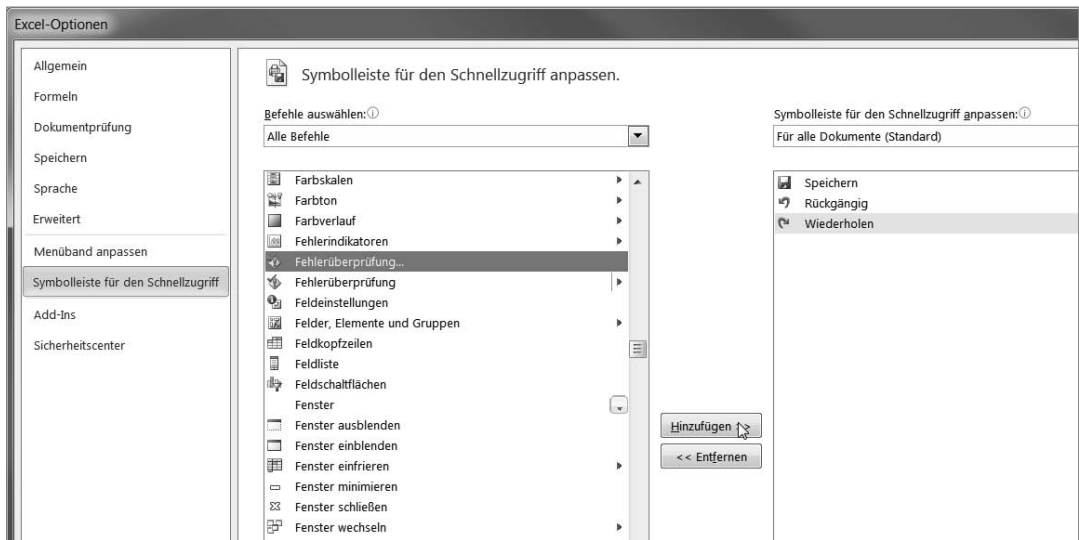 Excel-Optionen
Allgemein
Formeln
Dokumentprüfung
Speichern
Sprache
Erweitert
Menüband anpassen
Symbolleiste für den Schnellzugriff
Add-Ins
Sicherheitscenter
Symbolleiste für den Schnellzugriff anpassen.
Befehle auswählen:
Alle Befehle
Farbskalen
Farbton
Farbverlauf
Fehlerindikatoren
Fehlerüberprüfung...
Fehlerüberprüfung
Feldeinstellungen
Felder, Elemente und Gruppen
Feldkopfzeilen
Feldliste
Feldschaltflächen
Fenster
Fenster ausblenden
Fenster einblenden
Fenster einfrieren
Fenster minimieren
Fenster schließen
Fenster wechseln
Hinzufügen >>
<< Entfernen
Symbolleiste für den Schnellzugriff anpassen:
Für alle Dokumente (Standard)
Speichern
Rückgängig
Wiederholen